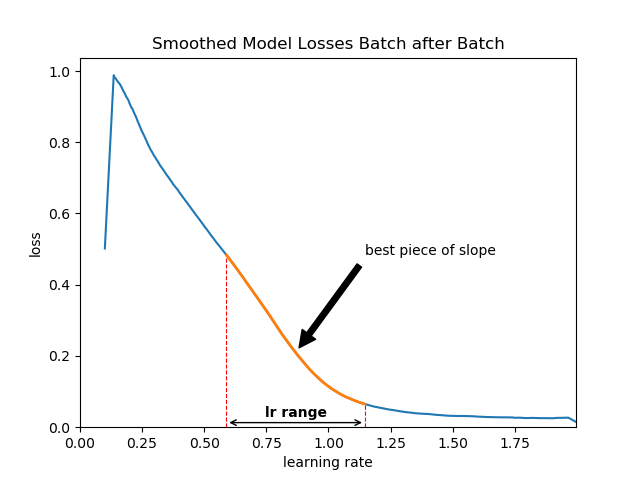 Smoothed Model Losses Batch after Batch
1.0
0.8
0.6
0.4
0.2
0.0
loss
best piece of slope
lr range
0.00 0.25 0.50 0.75 1.00 1.25 1.50 1.75
learning rate